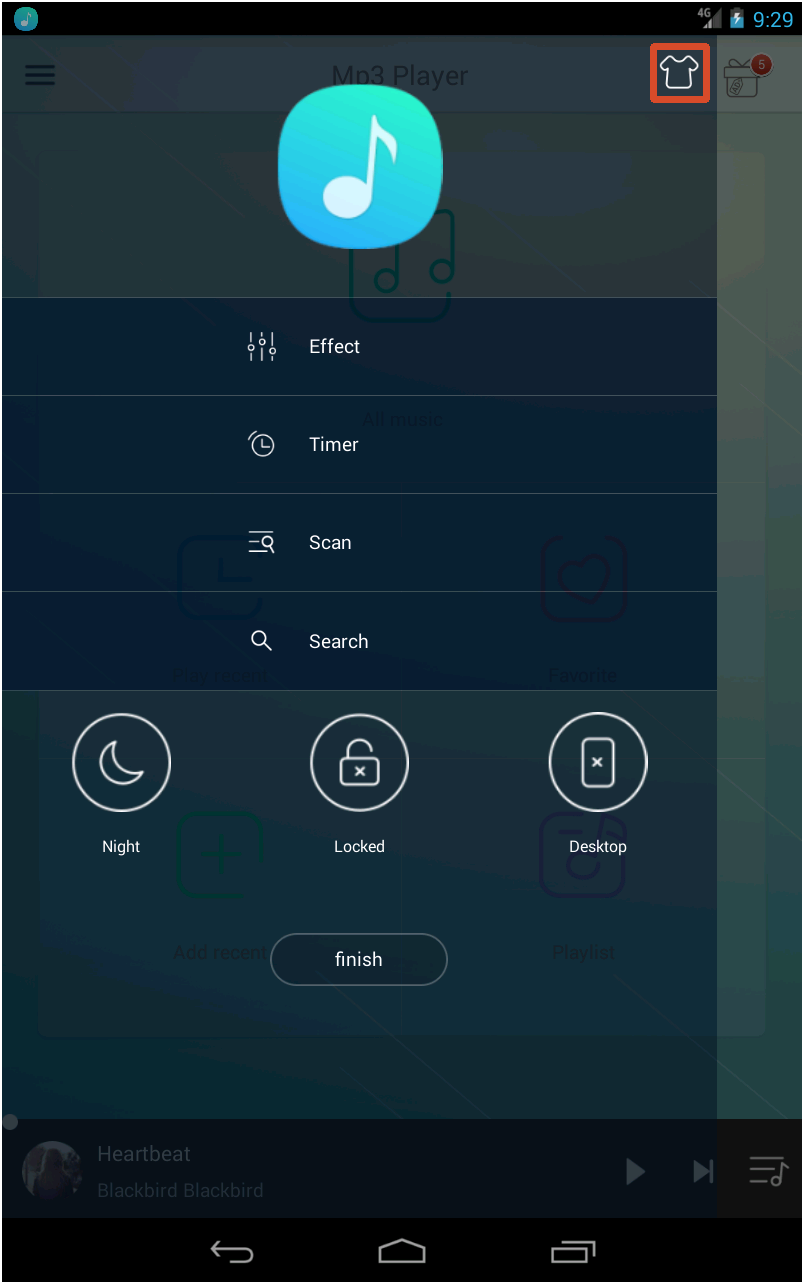 4G
9:29
Mp3 Player
5
Effect
All music
Timer
Scan
Search
Play recent
Favorite
Night
Locked
Desktop
Add recent
finish
Playlist
Heartbeat
Blackbird Blackbird